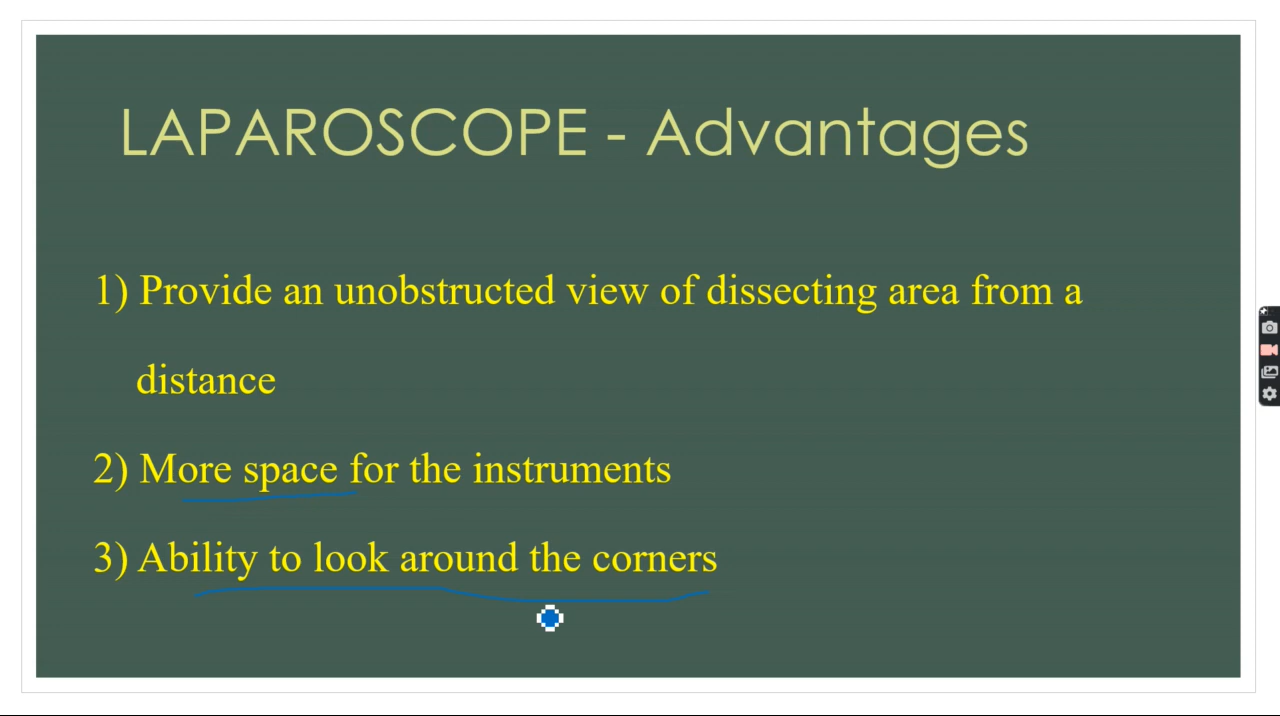 LAPAROSCOPE - Advantages
1) Provide an unobstructed view of dissecting area from a
distance
2) More space for the instruments
3) Ability to look around the corners